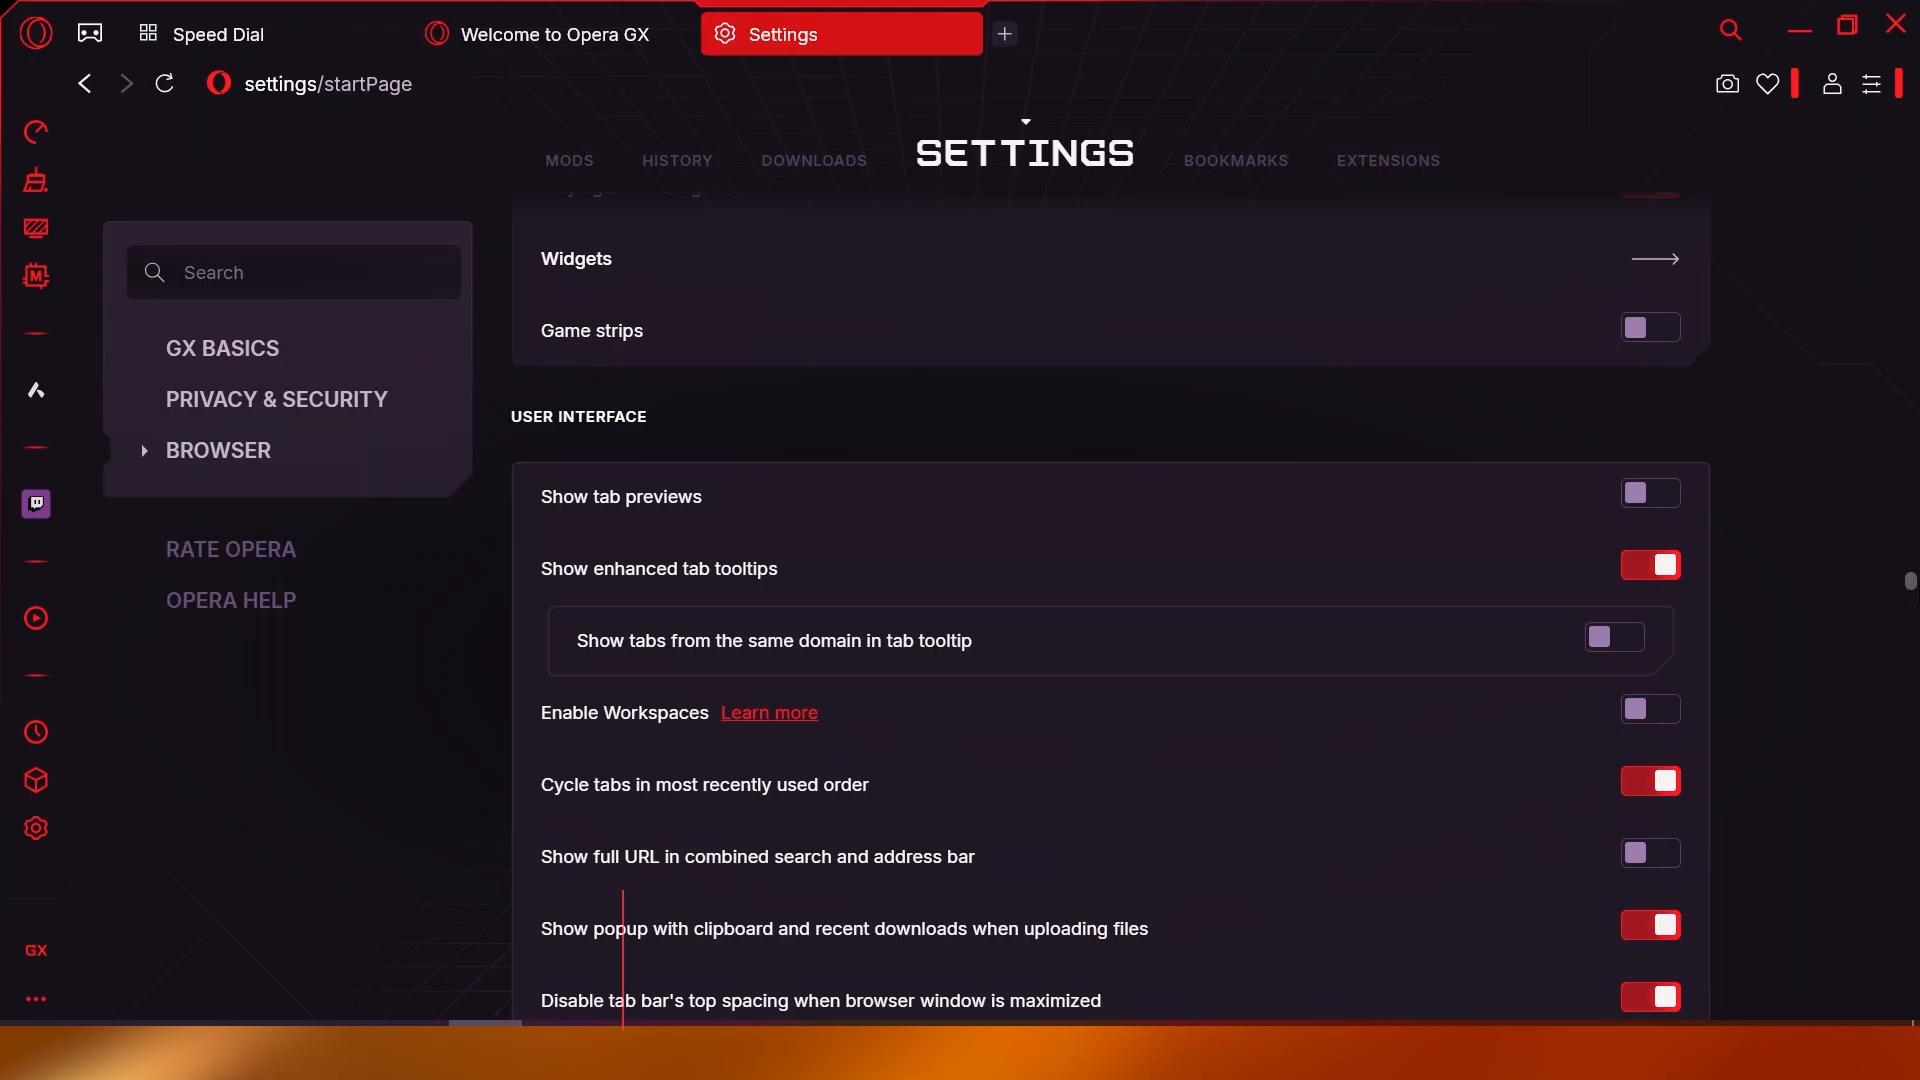 Speed Dial
Welcome to Opera GX
Settings
settings/startPage
MODS
HISTORY
DOWNLOADS
SETTINGS
BOOKMARKS
EXTENSIONS
Search
GX BASICS
PRIVACY & SECURITY
BROWSER
RATE OPERA
OPERA HELP
GX
Widgets
Game strips
USER INTERFACE
Show tab previews
Show enhanced tab tooltips
Show tabs from the same domain in tab tooltip
Enable Workspaces Learn more
Cycle tabs in most recently used order
Show full URL in combined search and address bar
Show popup with clipboard and recent downloads when uploading files
Disable tab bar's top spacing when browser window is maximized